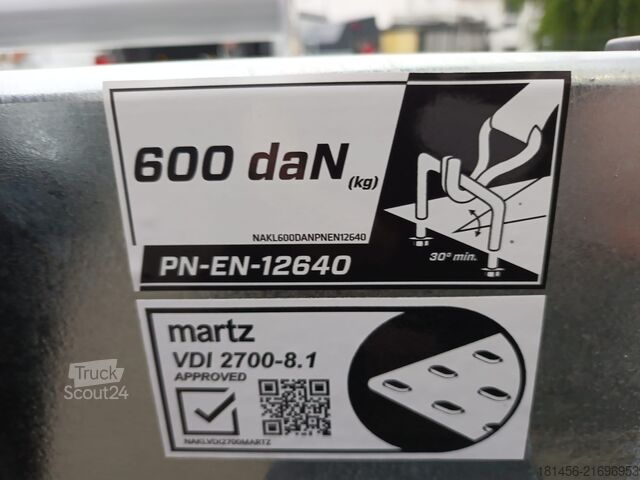 600 daN (kg)
NAKL600DANPNEN12640
30° min.
PN-EN-12640
martz
VDI 2700-8.1
APPROVED
NAKLVDI2700MARTZ
Truck
Scout24
181456-21696953